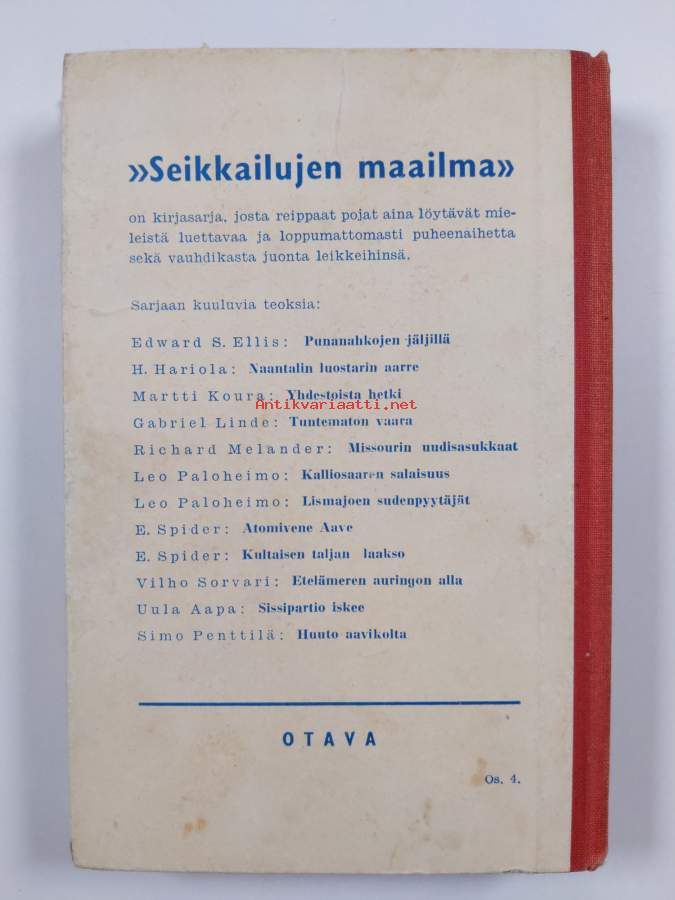 »Seikkailujen maailma»
on kirjasarja, josta reippaat pojat aina löytävät mie-
leistä luettavaa ja loppumattomasti puheenaihetta
sekä vauhdikasta juonta leikkeihinsä.
Sarjaan kuuluvia teoksia:
Edward S. Ellis: Punanahkojen jäljillä
H. Hariola: Naantalin luostarin aarre
Martti Koura: Yhdestoista hetki
Antikvariaatti.net
Gabriel Linde: Tuntematon vaara
Richard Melander: Missourin uudisasukkaat
Leo Paloheimo: Kalliosaaren salaisuus
Leo Paloheimo: Lismajoen sudenpyytäjät
E. Spider: Atomivene Aave
E. Spider: Kultaisen taljan laakso
Vilho Sorvari: Etelämeren auringon alla
Uula Aapa: Sissipartio iskee
Simo Penttilä: Huuto aavikolta
OTAVA
Os. 4.